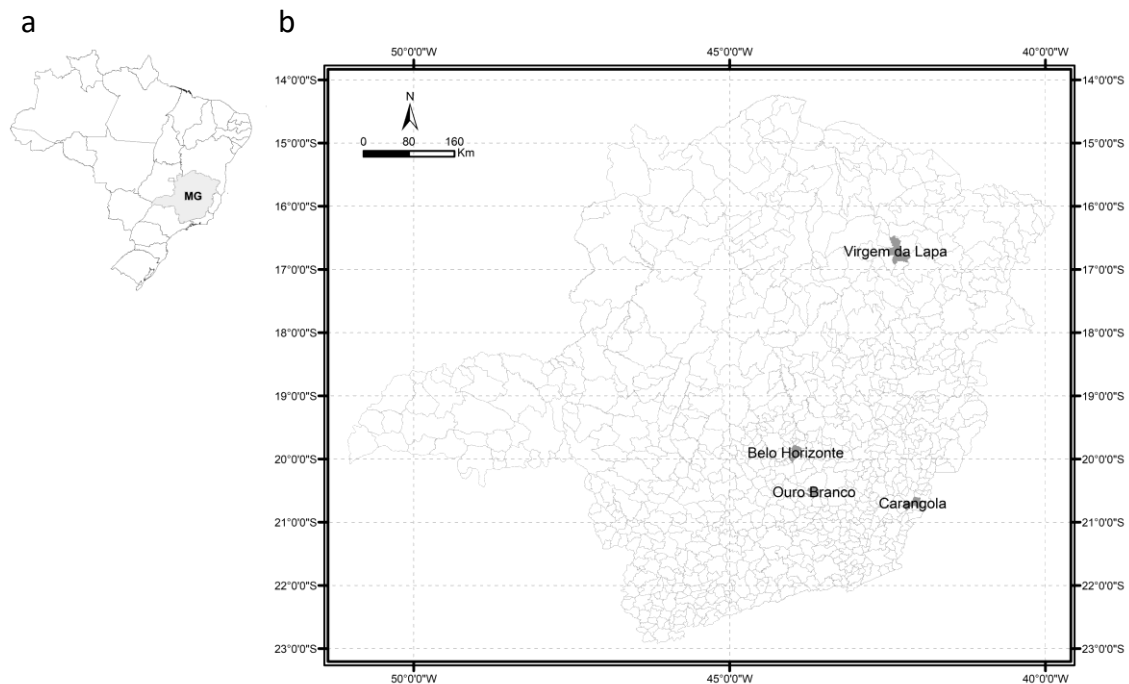 a
b
MG
50°0'0"W 45°0'0"W 40°0'0"W
14°0'0"S 14°0'0"S
N
0 80 160
Km
15°0'0"S 15°0'0"S
16°0'0"S 16°0'0"S
Virgem da Lapa
17°0'0"S 17°0'0"S
18°0'0"S 18°0'0"S
19°0'0"S 19°0'0"S
Belo Horizonte
20°0'0"S 20°0'0"S
Ouro Branco
Carangola
21°0'0"S 21°0'0"S
22°0'0"S 22°0'0"S
23°0'0"S 23°0'0"S
50°0'0"W 45°0'0"W 40°0'0"W